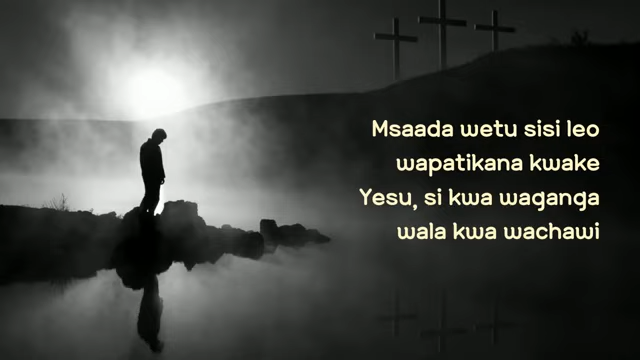 Msaada wetu sisi leo
wapatikana kwake
Yesu, si kwa waganga
wala kwa wachawi